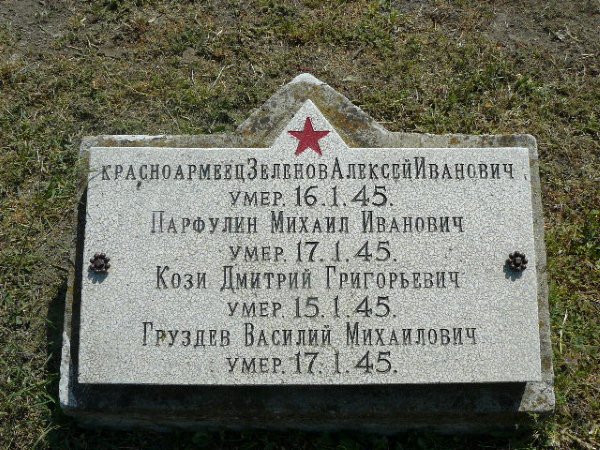 КРАСНОАРМЕЕЦ ЗЕЛЕНОВ АЛЕКСЕЙ ИВАНОВИЧ
УМЕР. 16.1.45.
ПАРФУЛИН МИХАИЛ ИВАНОВИЧ
УМЕР. 17.1.45.
КОЗИ ДМИТРИЙ ГРИГОРЬЕВИЧ
УМЕР. 15.1.45.
ГРУЗДЕВ ВАСИЛИЙ МИХАИЛОВИЧ
УМЕР. 17.1.45.